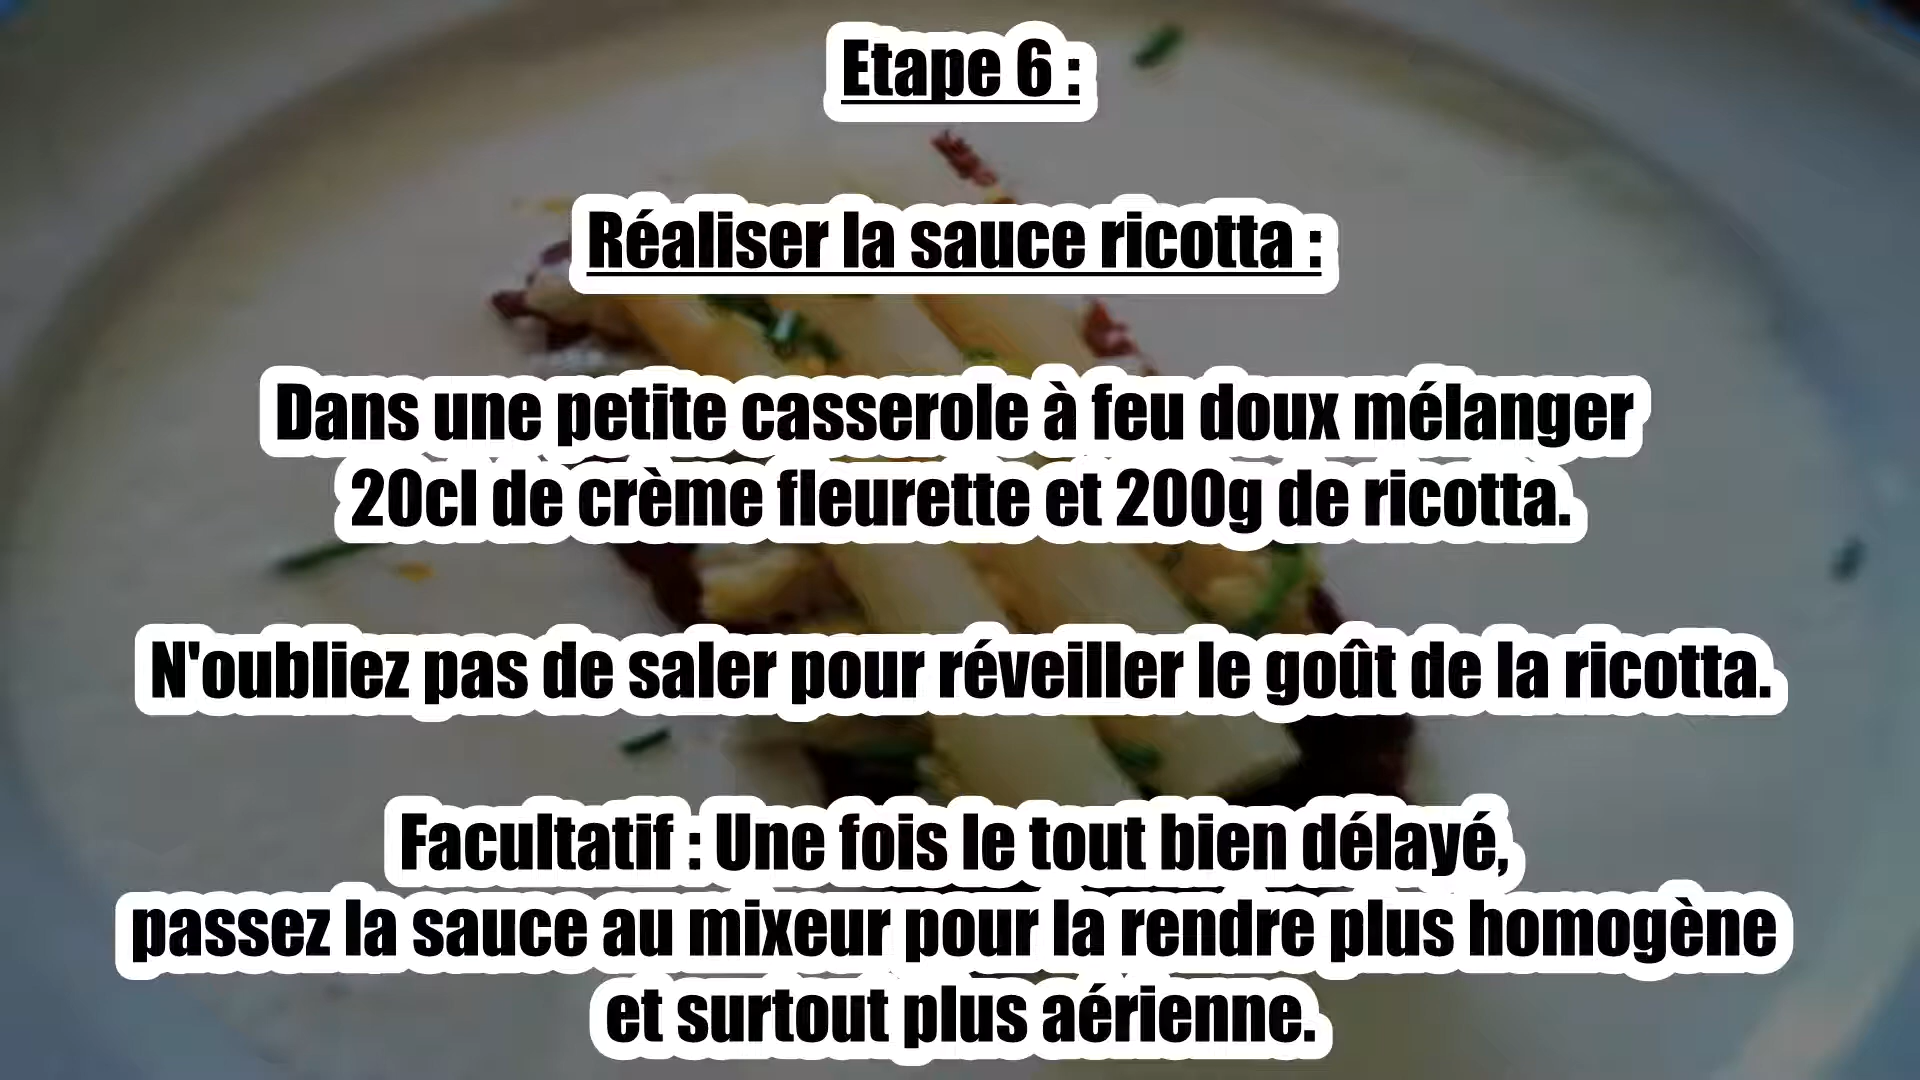 Etape 6 :
Réaliser la sauce ricotta :
Dans une petite casserole à feu doux mélanger
20cl de crème fleurette et 200g de ricotta.
N'oubliez pas de saler pour réveiller le goût de la ricotta.
Facultatif : Une fois le tout bien délayé,
passez la sauce au mixeur pour la rendre plus homogène
et surtout plus aérienne.